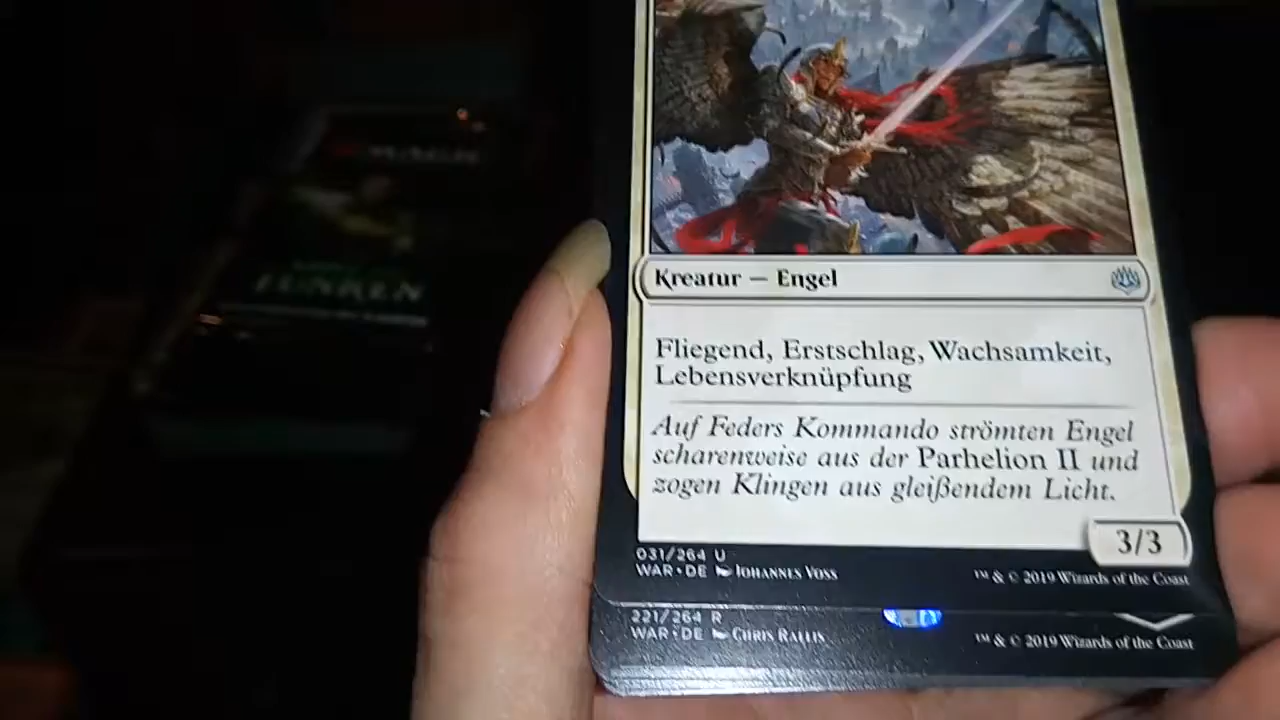 FUNKEN
Kreatur — Engel
Fliegend, Erstschlag, Wachsamkeit,
Lebensverknüpfung
Auf Feders Kommando strömten Engel
scharenweise aus der Parhelion II und
zogen Klingen aus gleißendem Licht.
3/3
031/264 U
WAR • DE Johannes Voss
™ & © 2019 Wizards of the Coast
221/264 R
WAR • DE Chris Rallis
™ & © 2019 Wizards of the Coast